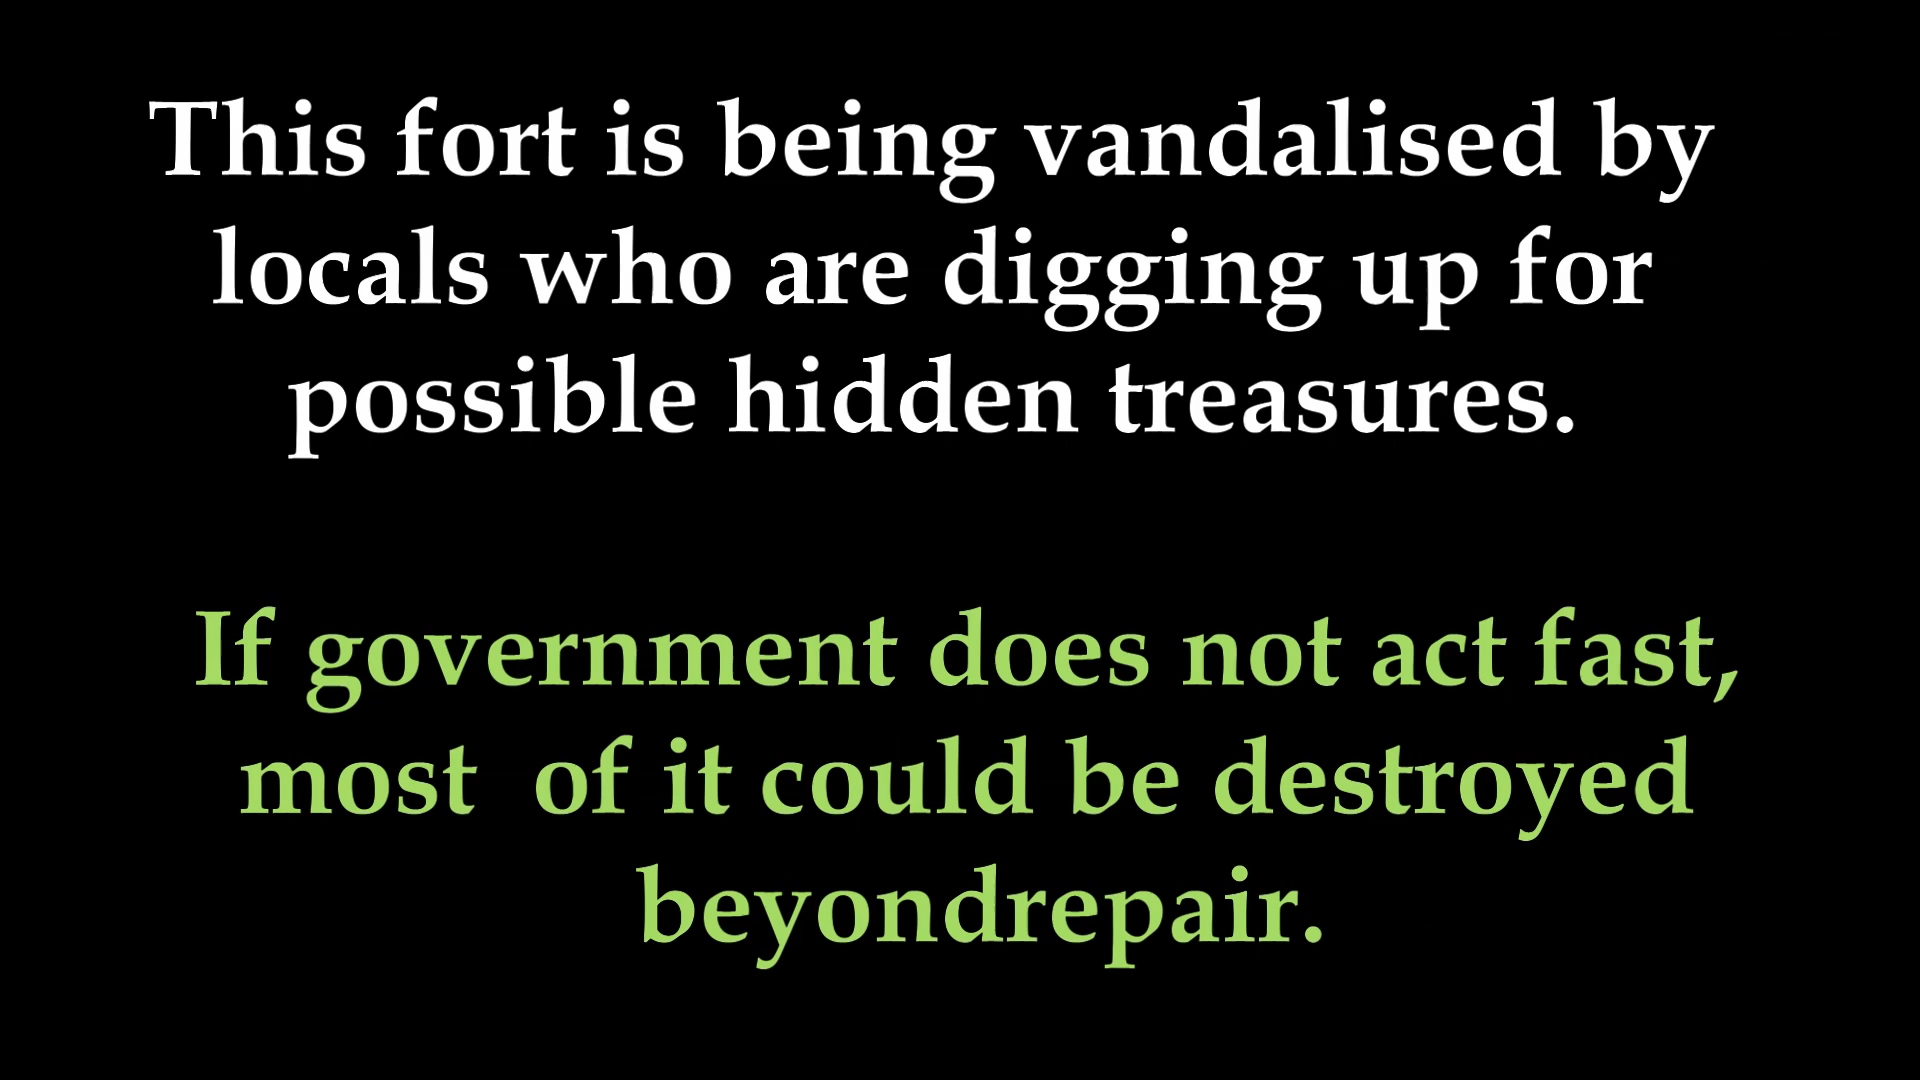 This fort is being vandalised by
locals who are digging up for
possible hidden treasures.
If government does not act fast,
most  of it could be destroyed
beyondrepair.